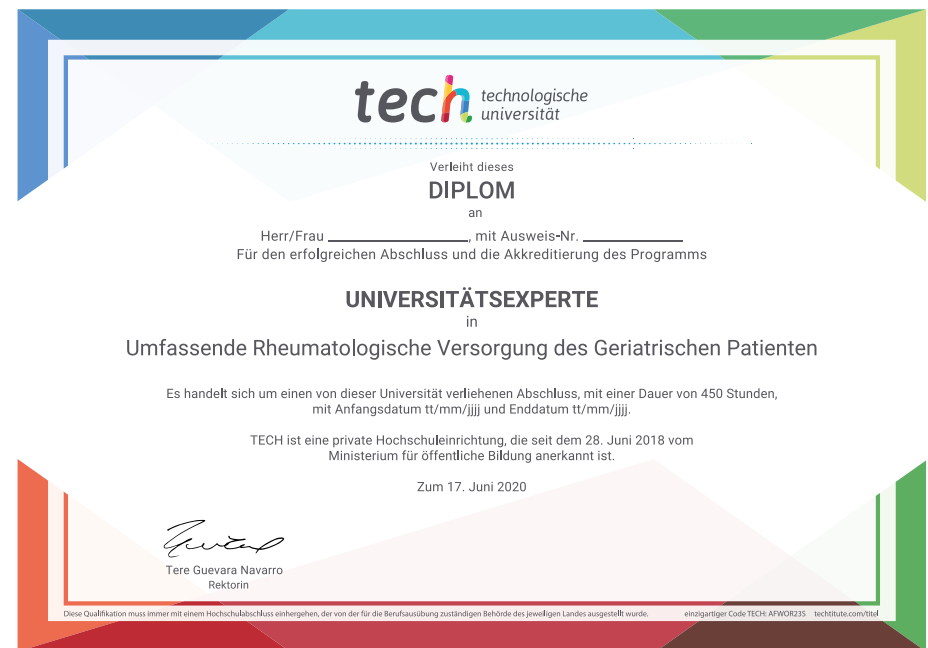 tech technologische
universität
Verleiht dieses
DIPLOM
an
Herr/Frau ____________, mit Ausweis-Nr. ____________
Für den erfolgreichen Abschluss und die Akkreditierung des Programms
UNIVERSITÄTSEXPERTE
in
Umfassende Rheumatologische Versorgung des Geriatrischen Patienten
Es handelt sich um einen von dieser Universität verliehenen Abschluss, mit einer Dauer von 450 Stunden,
mit Anfangsdatum tt/mm/jjjj und Enddatum tt/mm/jjjj.
TECH ist eine private Hochschuleinrichtung, die seit dem 28. Juni 2018 vom
Ministerium für öffentliche Bildung anerkannt ist.
Zum 17. Juni 2020
Tere Guevara Navarro
Rektorin
Diese Qualifikation muss immer mit einem Hochschulabschluss einhergehen, der von der für die Berufsausübung zuständigen Behörde des jeweiligen Landes ausgestellt wurde. einzigartiger Code TECH: AFWOR23S techtitute.com/titel